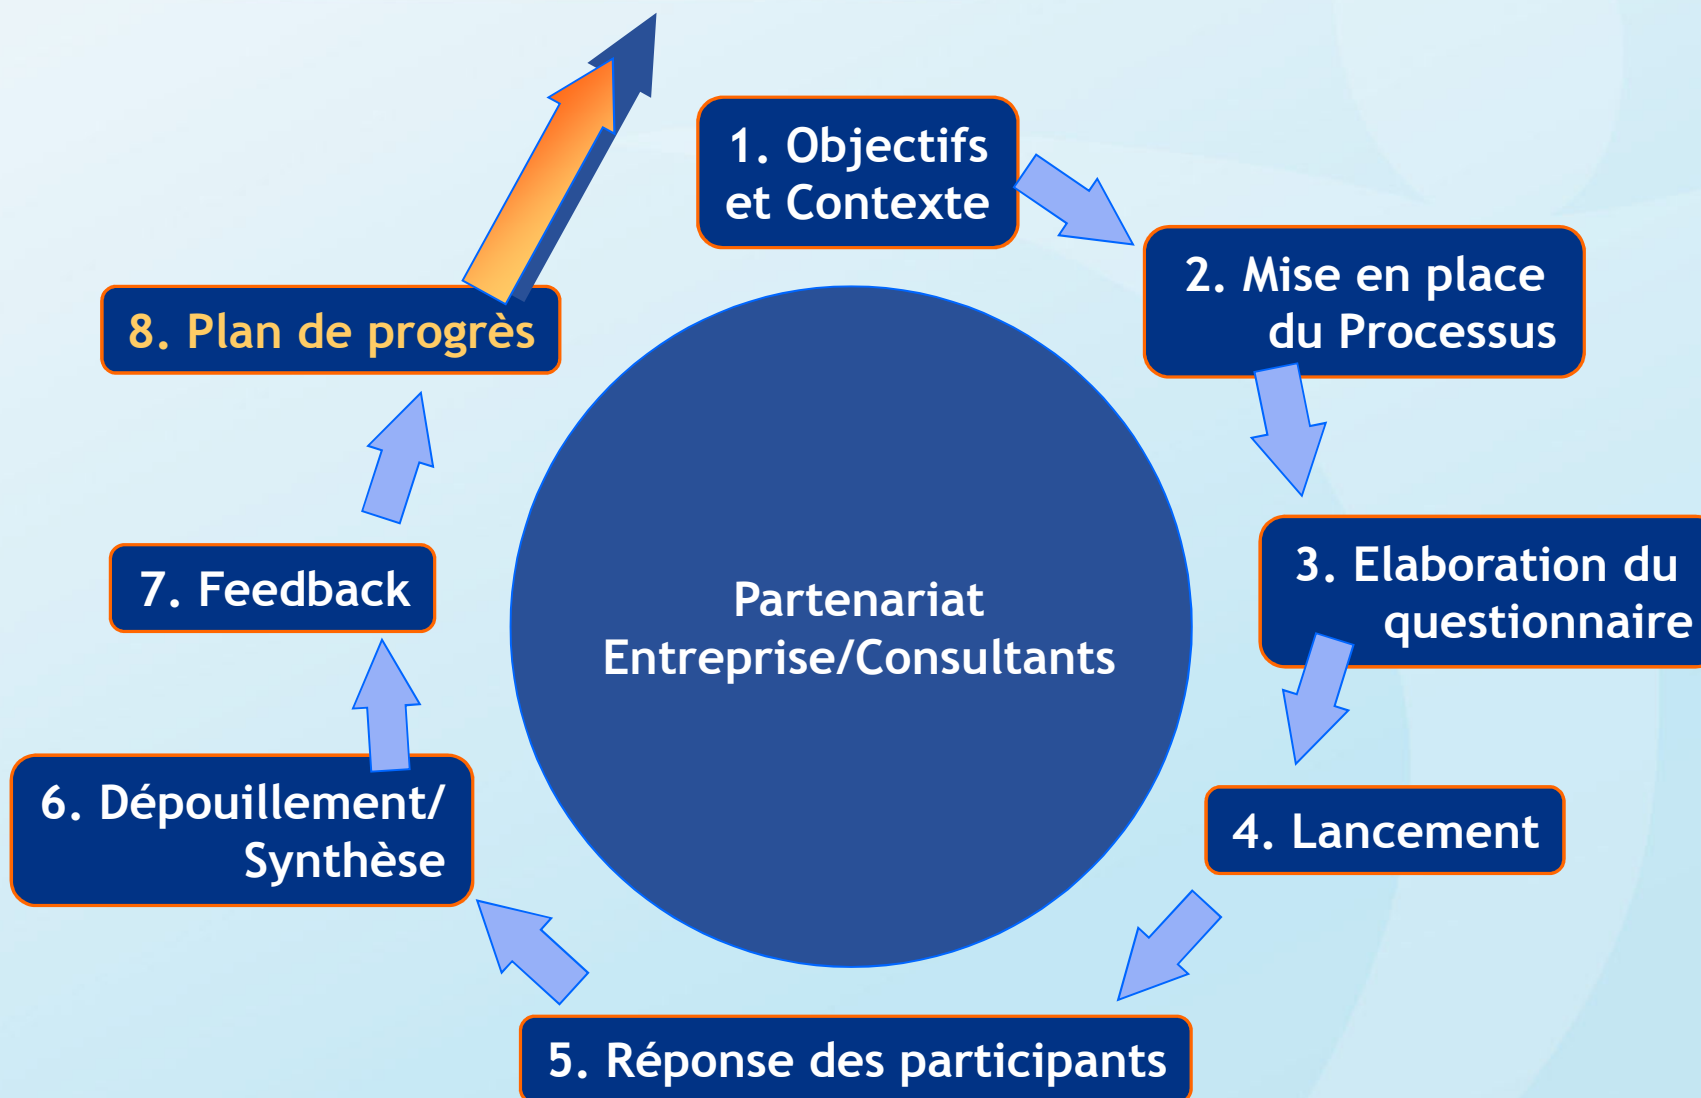 1. Objectifs
et Contexte
2. Mise en place
du Processus
3. Elaboration du
questionnaire
4. Lancement
5. Réponse des participants
6. Dépouillement/
Synthèse
7. Feedback
8. Plan de progrès
Partenariat
Entreprise/Consultants